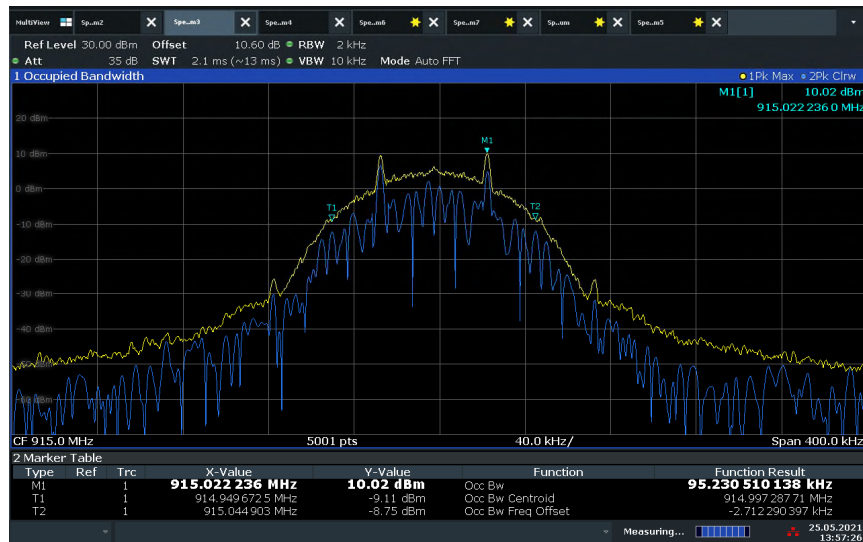 MultiView Sp..m2 Spe..m3 Spe..m4 Spe..m6 Spe..m7 Sp..um Spe..m5
Ref Level 30.00 dBm Offset 10.60 dB RBW 2 kHz
Att 35 dB SWT 2.1 ms (~13 ms) VBW 10 kHz Mode Auto FFT
1 Occupied Bandwidth 1Pk Max 2Pk Clrw
M1[1] 10.02 dBm
915.022 236 0 MHz
20 dBm
10 dBm
M1
0 dBm
T1 T2
-10 dBm
-20 dBm
-30 dBm
-40 dBm
CF 915.0 MHz 5001 pts 40.0 kHz/ Span 400.0 kHz
2 Marker Table
Type Ref Trc X-Value Y-Value Function Function Result
M1 1 915.022 236 MHz 10.02 dBm Occ Bw 95.230 510 138 kHz
T1 1 914.949 672 5 MHz -9.11 dBm Occ Bw Centroid 914.997 287 71 MHz
T2 1 915.044 903 MHz -8.75 dBm Occ Bw Freq Offset -2.712 290 397 kHz
Measuring... 25.05.2021
13:57:26